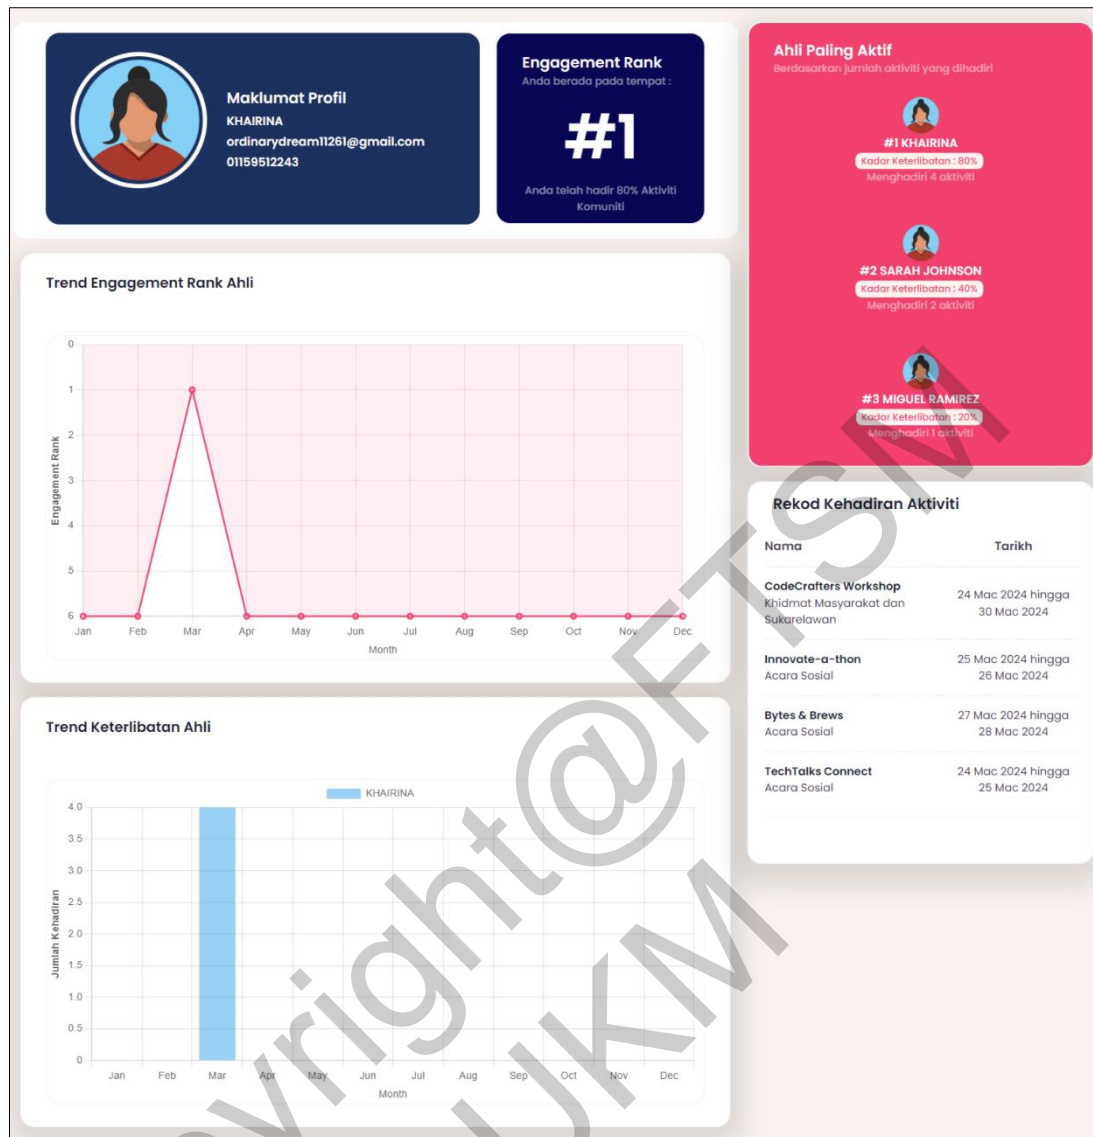 Maklumat Profil
KHAIRINA
ordinarydream11261@gmail.com
01159512243
Engagement Rank
Anda berada pada tempat :
#1
Anda telah hadir 80% Aktiviti
Komuniti
Ahli Paling Aktif
Berdasarkan jumlah aktiviti yang dihadiri
#1 KHAIRINA
Kadar Keterlibatan : 80%
Menghadiri 4 aktiviti
#2 SARAH JOHNSON
Kadar Keterlibatan : 40%
Menghadiri 2 aktiviti
#3 MIGUEL RAMIREZ
Kadar Keterlibatan : 20%
Menghadiri 1 aktiviti
Trend Engagement Rank Ahli
Engagement Rank
0
1
2
3
4
5
6
Jan Feb Mar Apr May Jun Jul Aug Sep Oct Nov Dec
Month
Rekod Kehadiran Aktiviti
Nama Tarikh
CodeCrafters Workshop
Khidmat Masyarakat dan
Sukarelawan
24 Mac 2024 hingga
30 Mac 2024
Innovate-a-thon
Acara Sosial
25 Mac 2024 hingga
26 Mac 2024
Bytes & Brews
Acara Sosial
27 Mac 2024 hingga
28 Mac 2024
TechTalks Connect
Acara Sosial
24 Mac 2024 hingga
25 Mac 2024
Trend Keterlibatan Ahli
KHAIRINA
Jumlah Kehadiran
4.0
3.5
3.0
2.5
2.0
1.5
1.0
0.5
0
Jan Feb Mar Apr May Jun Jul Aug Sep Oct Nov Dec
Month
yright@FTSM
UKM